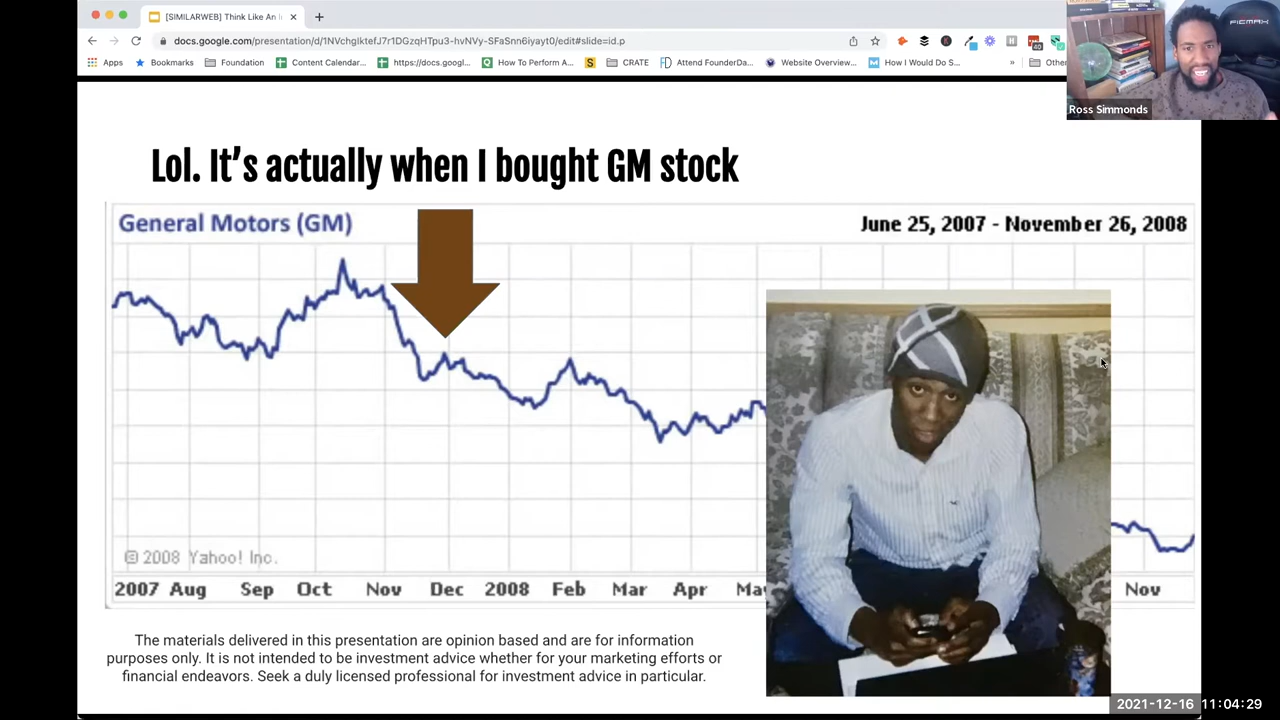 [SIMILARWEB] Think Like An I
docs.google.com/presentation/d/1NVchgIktefJ7r1DGzqHTpu3-hvNVy-SFaSnn6iyayt0/edit#slide=id.p
40
Apps Bookmarks Foundation Content Calendar... https://docs.googl... How To Perform A... S CRATE Attend FounderDa... Website Overview... How I Would Do S... » Other
PICMAX
Ross Simmonds
Lol. It’s actually when I bought GM stock
General Motors (GM) June 25, 2007 - November 26, 2008
© 2008 Yahoo! Inc.
2007 Aug Sep Oct Nov Dec 2008 Feb Mar Apr Nov
The materials delivered in this presentation are opinion based and are for information
purposes only. It is not intended to be investment advice whether for your marketing efforts or
financial endeavors. Seek a duly licensed professional for investment advice in particular.
2021-12-16 11:04:29